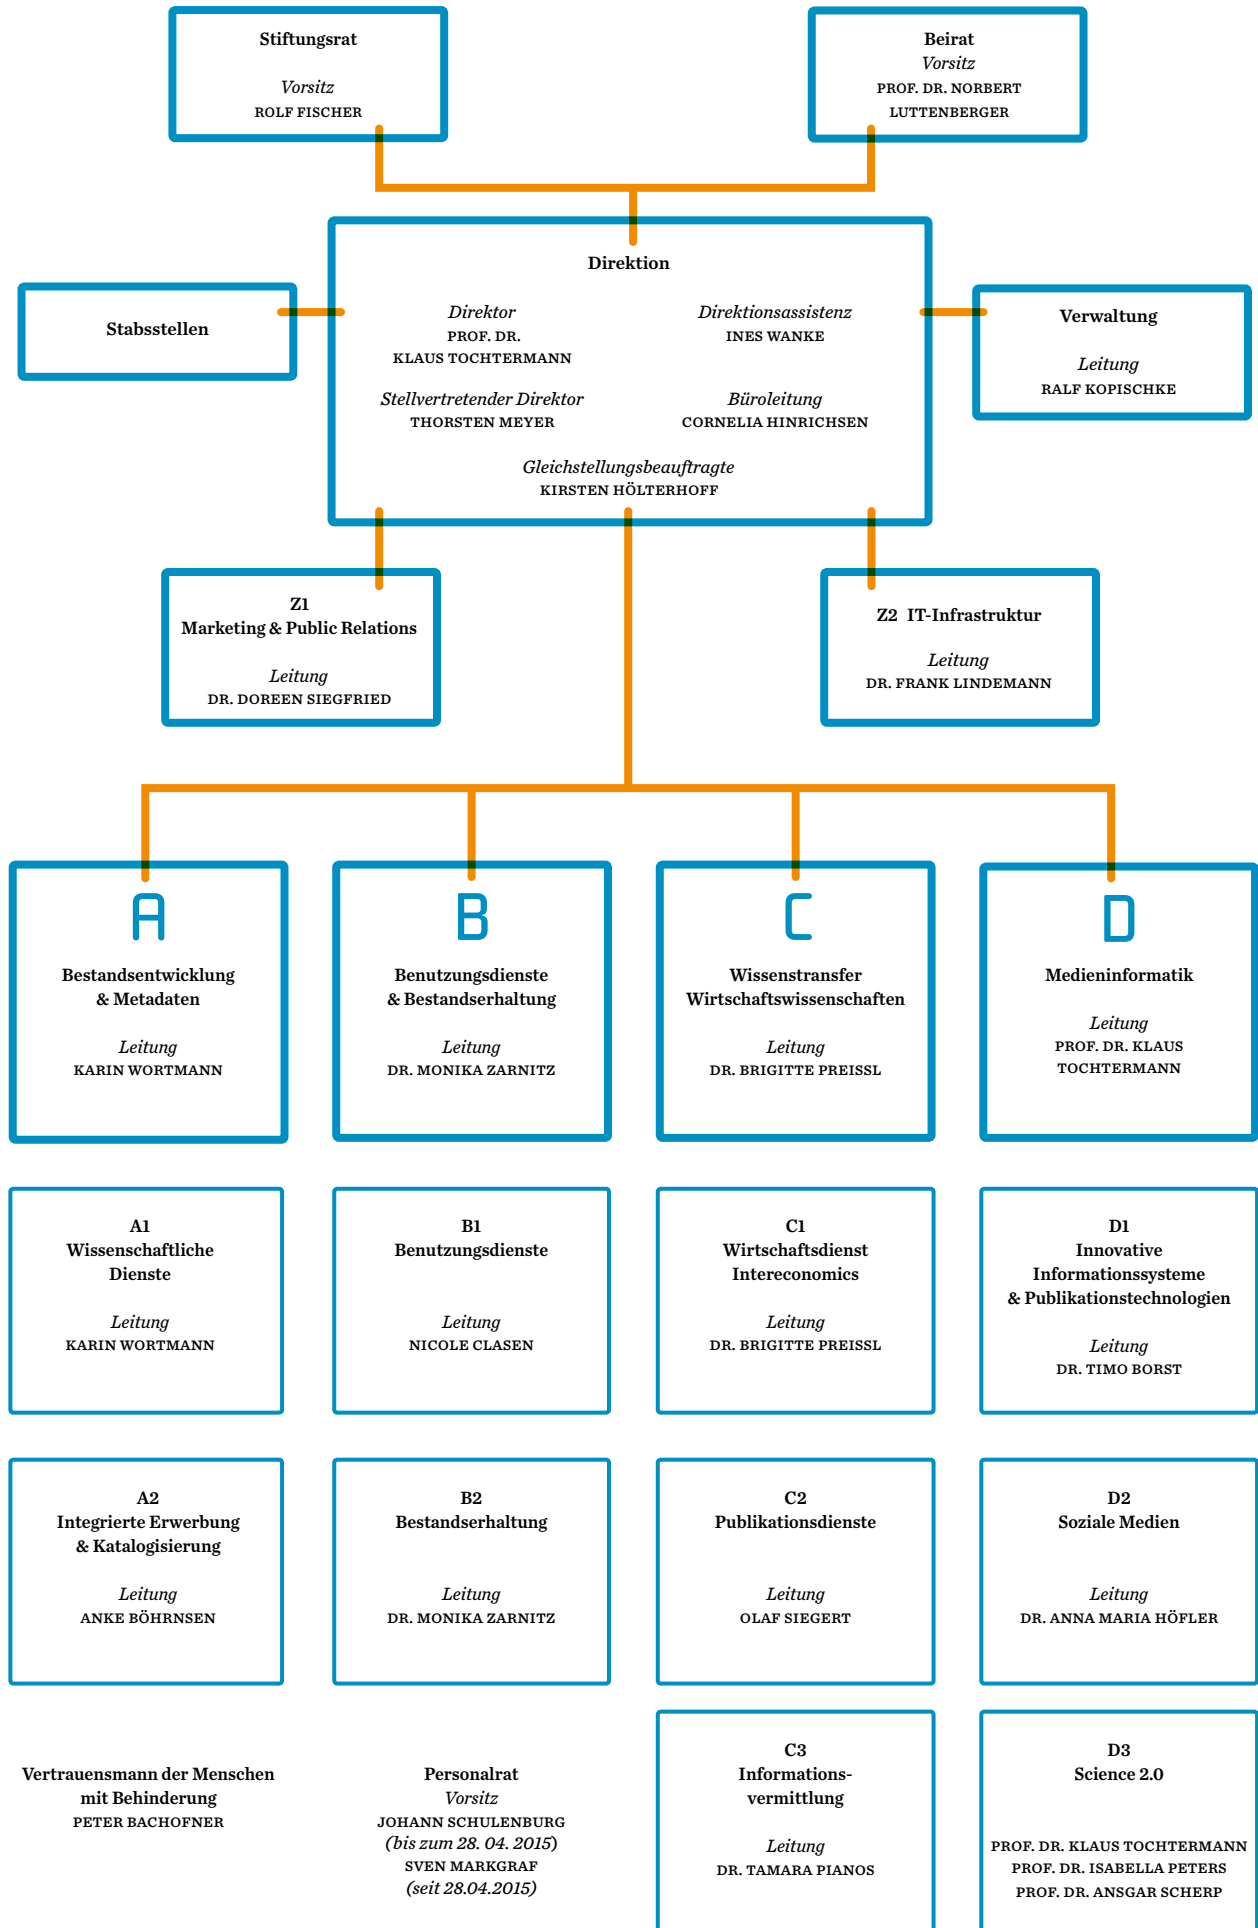 Stiftungsrat
Vorsitz
ROLF FISCHER
Beirat
Vorsitz
PROF. DR. NORBERT
LUTTENBERGER
Direktion
Direktor
PROF. DR.
KLAUS TOCHTERMANN
Direktionsassistenz
INES WANKE
Stellvertretender Direktor
THORSTEN MEYER
Büroleitung
CORNELIA HINRICHSEN
Gleichstellungsbeauftragte
KIRSTEN HÖLTERHOFF
Stabsstellen
Verwaltung
Leitung
RALF KOPISCHKE
Z1
Marketing & Public Relations
Leitung
DR. DOREEN SIEGFRIED
Z2 IT-Infrastruktur
Leitung
DR. FRANK LINDEMANN
A
Bestandsentwicklung
& Metadaten
Leitung
KARIN WORTMANN
B
Benutzungsdienste
& Bestandserhaltung
Leitung
DR. MONIKA ZARNITZ
C
Wissenstransfer
Wirtschaftswissenschaften
Leitung
DR. BRIGITTE PREISSL
D
Medieninformatik
Leitung
PROF. DR. KLAUS
TOCHTERMANN
A1
Wissenschaftliche
Dienste
Leitung
KARIN WORTMANN
B1
Benutzungsdienste
Leitung
NICOLE CLASEN
C1
Wirtschaftsdienst
Intereconomics
Leitung
DR. BRIGITTE PREISSL
D1
Innovative
Informationssysteme
& Publikationstechnologien
Leitung
DR. TIMO BORST
A2
Integrierte Erwerbung
& Katalogisierung
Leitung
ANKE BÖHRNSEN
B2
Bestandserhaltung
Leitung
DR. MONIKA ZARNITZ
C2
Publikationsdienste
Leitung
OLAF SIEGERT
D2
Soziale Medien
Leitung
DR. ANNA MARIA HÖFLER
Vertrauensmann der Menschen
mit Behinderung
PETER BACHOFNER
Personalrat
Vorsitz
JOHANN SCHULENBURG
(bis zum 28. 04. 2015)
SVEN MARKGRAF
(seit 28.04.2015)
C3
Informations-
vermittlung
Leitung
DR. TAMARA PIANOS
D3
Science 2.0
PROF. DR. KLAUS TOCHTERMANN
PROF. DR. ISABELLA PETERS
PROF. DR. ANSGAR SCHERP